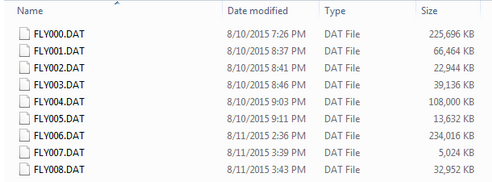 Name Date modified Type Size
FLY000.DAT 8/10/2015 7:26 PM DAT File 225,696 KB
FLY001.DAT 8/10/2015 8:37 PM DAT File 66,464 KB
FLY002.DAT 8/10/2015 8:41 PM DAT File 22,944 KB
FLY003.DAT 8/10/2015 8:46 PM DAT File 39,136 KB
FLY004.DAT 8/10/2015 9:03 PM DAT File 108,000 KB
FLY005.DAT 8/10/2015 9:11 PM DAT File 13,632 KB
FLY006.DAT 8/11/2015 2:36 PM DAT File 234,016 KB
FLY007.DAT 8/11/2015 3:39 PM DAT File 5,024 KB
FLY008.DAT 8/11/2015 3:43 PM DAT File 32,952 KB